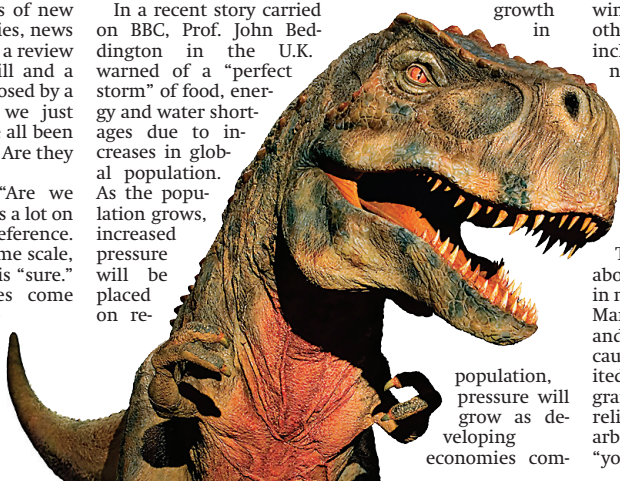 s of new
ies, news
a review
ill and a
osed by a
we just
all been
Are they
“Are we
s a lot on
eference.
me scale,
is “sure.”
es come
In a recent story carried
on BBC, Prof. John Bed-
dington in the U.K.
warned of a “perfect
storm” of food, ener-
gy and water short-
ages due to in-
creases in glob-
al population.
As the popu-
lation grows,
increased
pressure
will be
placed
on re-
growth
in
population,
pressure will
grow as de-
veloping
economies com-
win
oth
incl
n
T
abo
in n
Mar
and
cau
ited
gra
reli
arb
“yo